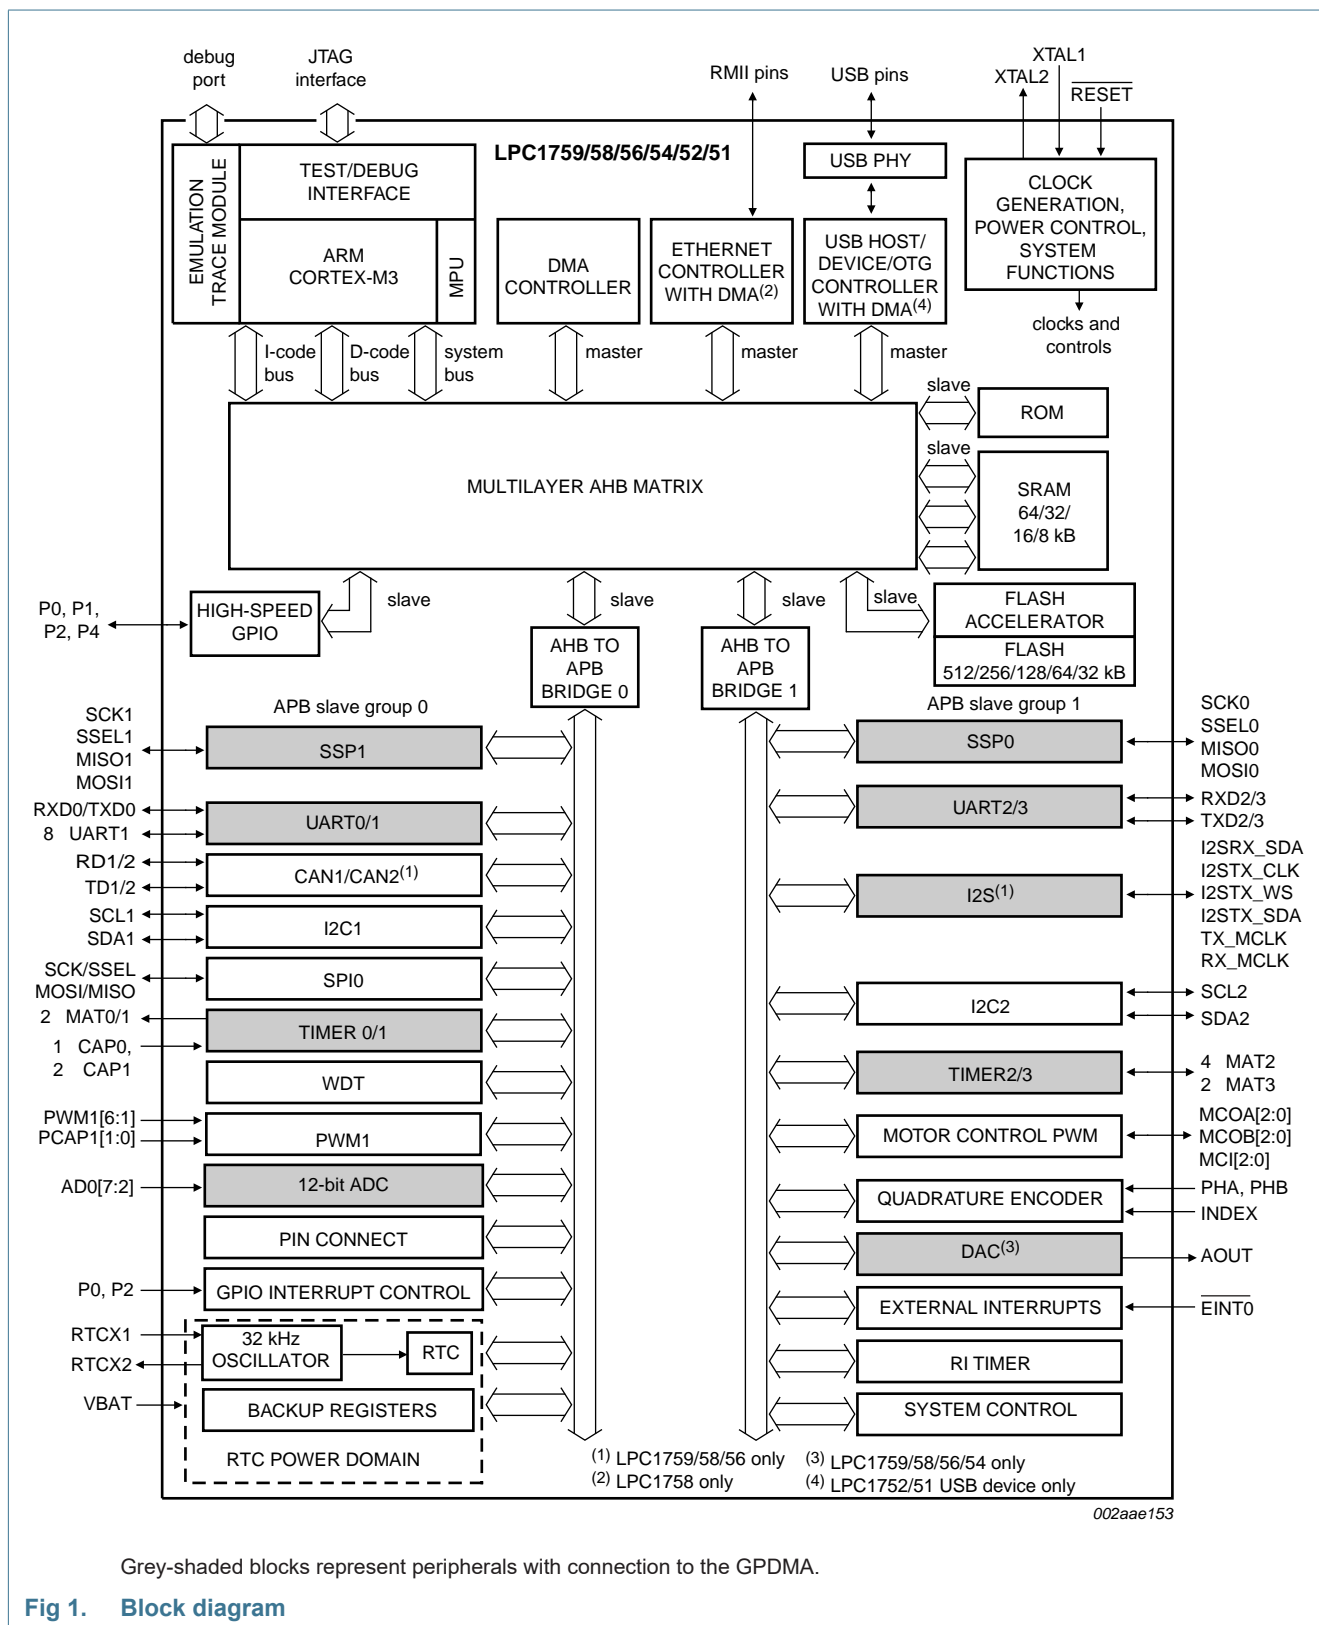 debug
port
JTAG
interface
RMII pins
USB pins
XTAL1
XTAL2
RESET
LPC1759/58/56/54/52/51
EMULATION
TRACE MODULE
TEST/DEBUG
INTERFACE
ARM
CORTEX-M3
MPU
DMA
CONTROLLER
ETHERNET
CONTROLLER
WITH DMA(2)
USB PHY
USB HOST/
DEVICE/OTG
CONTROLLER
WITH DMA(4)
CLOCK
GENERATION,
POWER CONTROL,
SYSTEM
FUNCTIONS
clocks and
controls
I-code
bus
D-code
bus
system
bus
master
master
master
slave
ROM
slave
SRAM
64/32/
16/8 kB
MULTILAYER AHB MATRIX
P0, P1,
P2, P4
HIGH-SPEED
GPIO
slave
slave
slave
slave
FLASH
ACCELERATOR
FLASH
512/256/128/64/32 kB
AHB TO
APB
BRIDGE 0
AHB TO
APB
BRIDGE 1
APB slave group 0
APB slave group 1
SCK1
SSEL1
MISO1
MOSI1
SSP1
RXD0/TXD0
8 UART1
UART0/1
RD1/2
TD1/2
CAN1/CAN2(1)
SCL1
SDA1
I2C1
SCK/SSEL
MOSI/MISO
SPI0
2 MAT0/1
1 CAP0,
2 CAP1
TIMER 0/1
WDT
PWM1[6:1]
PCAP1[1:0]
PWM1
AD0[7:2]
12-bit ADC
PIN CONNECT
P0, P2
GPIO INTERRUPT CONTROL
RTCX1
RTCX2
32 kHz
OSCILLATOR
RTC
VBAT
BACKUP REGISTERS
RTC POWER DOMAIN
SSP0
SCK0
SSEL0
MISO0
MOSI0
UART2/3
RXD2/3
TXD2/3
I2S(1)
I2SRX_SDA
I2STX_CLK
I2STX_WS
I2STX_SDA
TX_MCLK
RX_MCLK
I2C2
SCL2
SDA2
TIMER2/3
4 MAT2
2 MAT3
MOTOR CONTROL PWM
MCOA[2:0]
MCOB[2:0]
MCI[2:0]
QUADRATURE ENCODER
PHA, PHB
INDEX
DAC(3)
AOUT
EXTERNAL INTERRUPTS
EINT0
RI TIMER
SYSTEM CONTROL
(1) LPC1759/58/56 only
(2) LPC1758 only
(3) LPC1759/58/56/54 only
(4) LPC1752/51 USB device only
002aae153
Grey-shaded blocks represent peripherals with connection to the GPDMA.
Fig 1. Block diagram